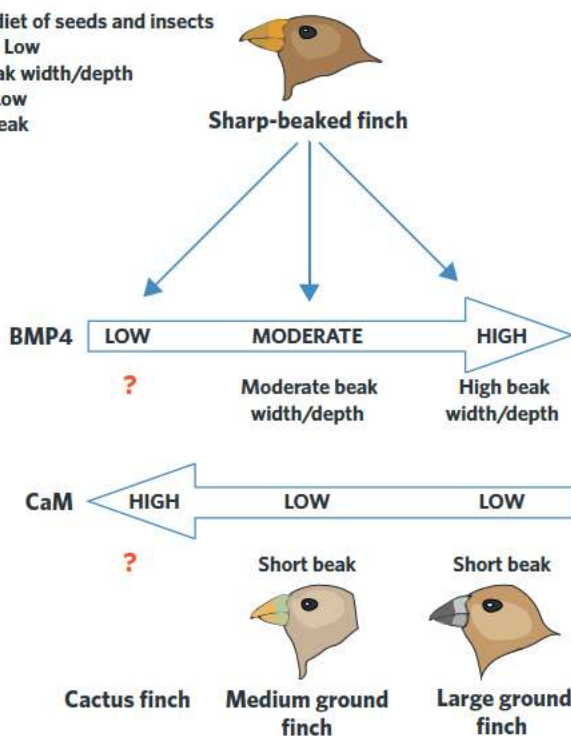 diet of seeds and insects
Low
ak width/depth
Low
eak
Sharp-beaked finch
BMP4 LOW MODERATE HIGH
? Moderate beak High beak
width/depth width/depth
CaM HIGH LOW LOW
? Short beak Short beak
Cactus finch Medium ground Large ground
finch finch